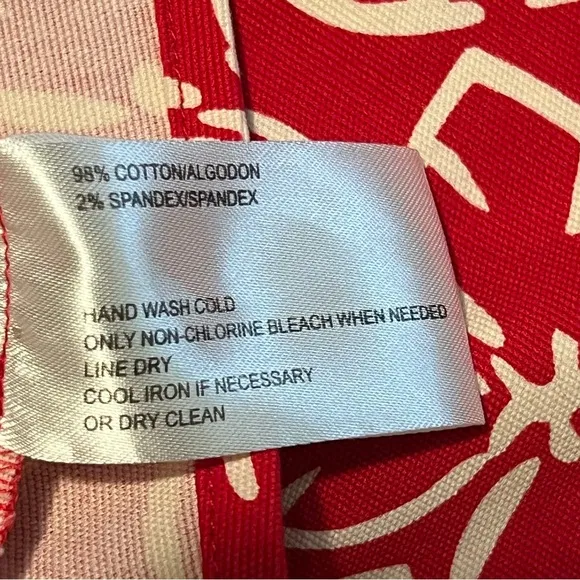 98% COTTON/ALGODON
2% SPANDEX/SPANDEX
HAND WASH COLD
ONLY NON-CHLORINE BLEACH WHEN NEEDED
LINE DRY
COOL IRON IF NECESSARY
OR DRY CLEAN